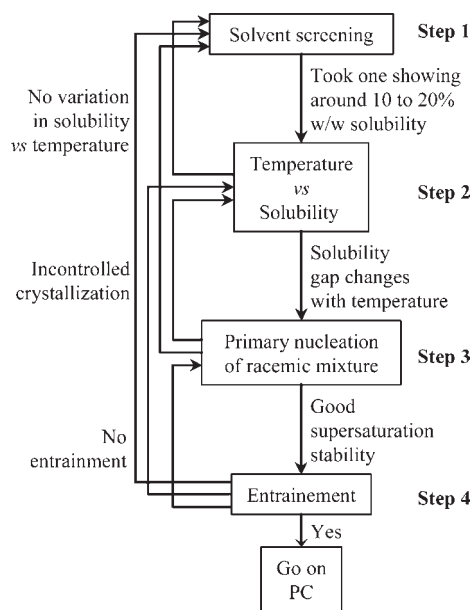 Solvent screening
Step 1
Took one showing
around 10 to 20%
w/w solubility
No variation
in solubility
vs temperature
Temperature
vs
Solubility
Step 2
Solubility
gap changes
with temperature
Incontrolled
crystallization
Primary nucleation
of racemic mixture
Step 3
Good
supersaturation
stability
No
entrainment
Entrainement
Step 4
Yes
Go on
PC